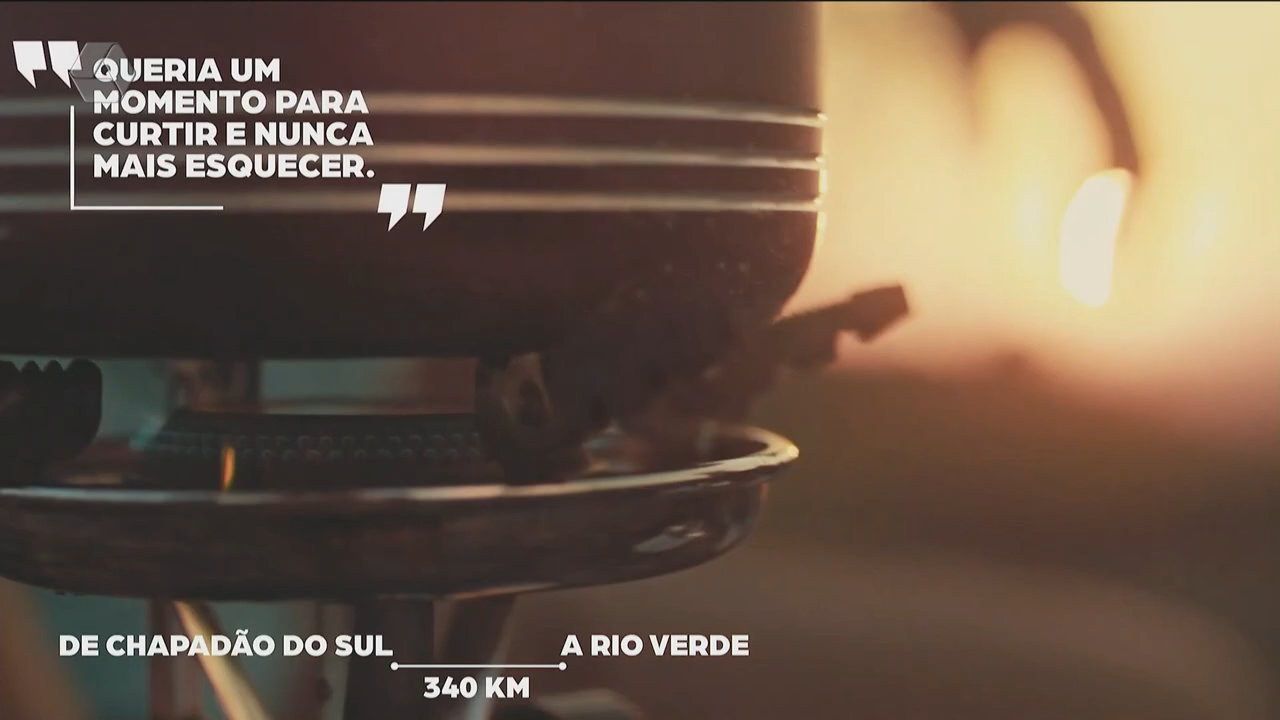 QUERIA UM
MOMENTO PARA
CURTIR E NUNCA
MAIS ESQUECER.
DE CHAPADÃO DO SUL A RIO VERDE
340 KM